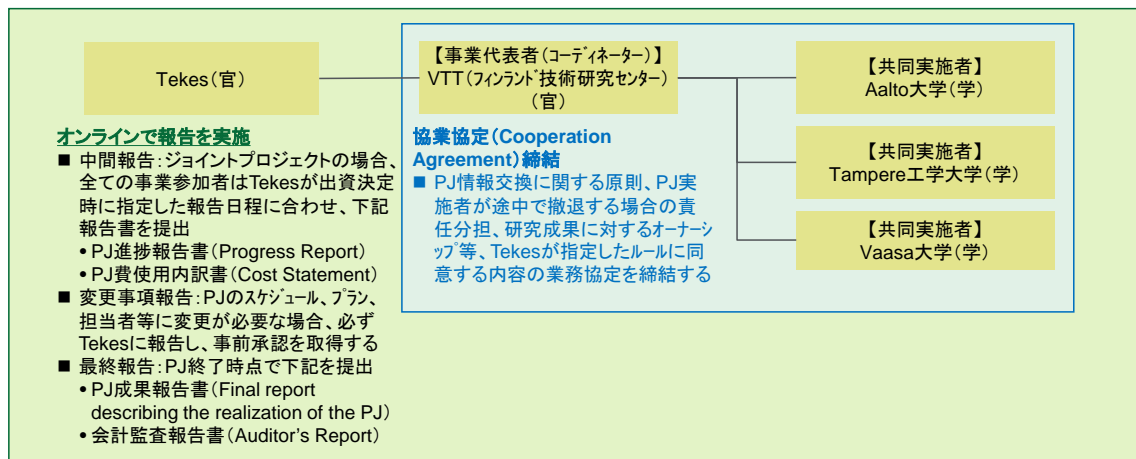 Tekes(官)
【事業代表者(コーディネーター)】
VTT(フィンランド技術研究センター)
(官)
【共同実施者】
Aalto大学(学)
【共同実施者】
Tampere工学大学(学)
【共同実施者】
Vaasa大学(学)
オンラインで報告を実施
■ 中間報告:ジョイントプロジェクトの場合、
全ての事業参加者はTekesが出資決定
時に指定した報告日程に合わせ、下記
報告書を提出
•PJ進捗報告書(Progress Report)
•PJ費使用内訳書(Cost Statement)
■ 変更事項報告:PJのスケジュール、プラン、
担当者等に変更が必要な場合、必ず
Tekesに報告し、事前承認を取得する
■ 最終報告:PJ終了時点で下記を提出
•PJ成果報告書(Final report
describing the realization of the PJ)
•会計監査報告書(Auditor's Report)
協業協定(Cooperation
Agreement)締結
■ PJ情報交換に関する原則、PJ実
施者が途中で撤退する場合の責
任分担、研究成果に対するオーナーシ
ップ等、Tekesが指定したルールに同
意する内容の業務協定を締結する